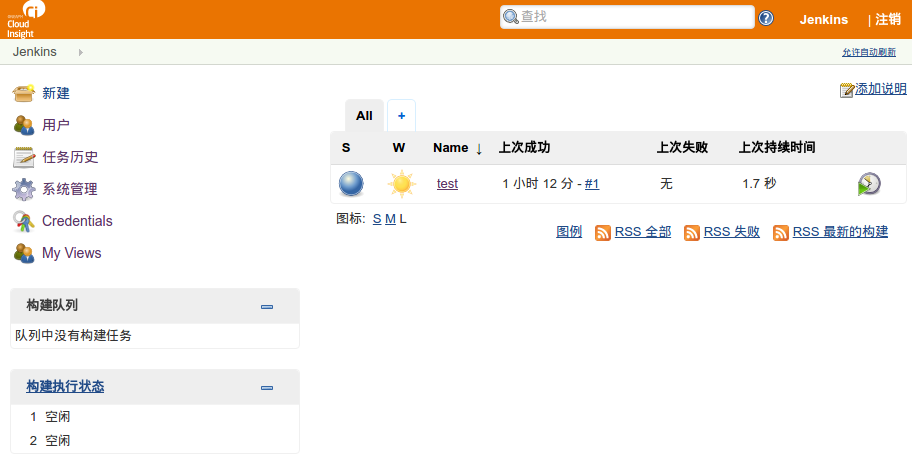 ci
Cloud
Insight
查找
Jenkins | 注销
Jenkins
允许自动刷新
新建
用户
任务历史
系统管理
Credentials
My Views
构建队列
队列中没有构建任务
构建执行状态
1 空闲
2 空闲
添加说明
All +
S W Name ↓ 上次成功 上次失败 上次持续时间
test 1 小时 12 分 - #1 无 1.7 秒
图标: S M L
图例 RSS 全部 RSS 失败 RSS 最新的构建